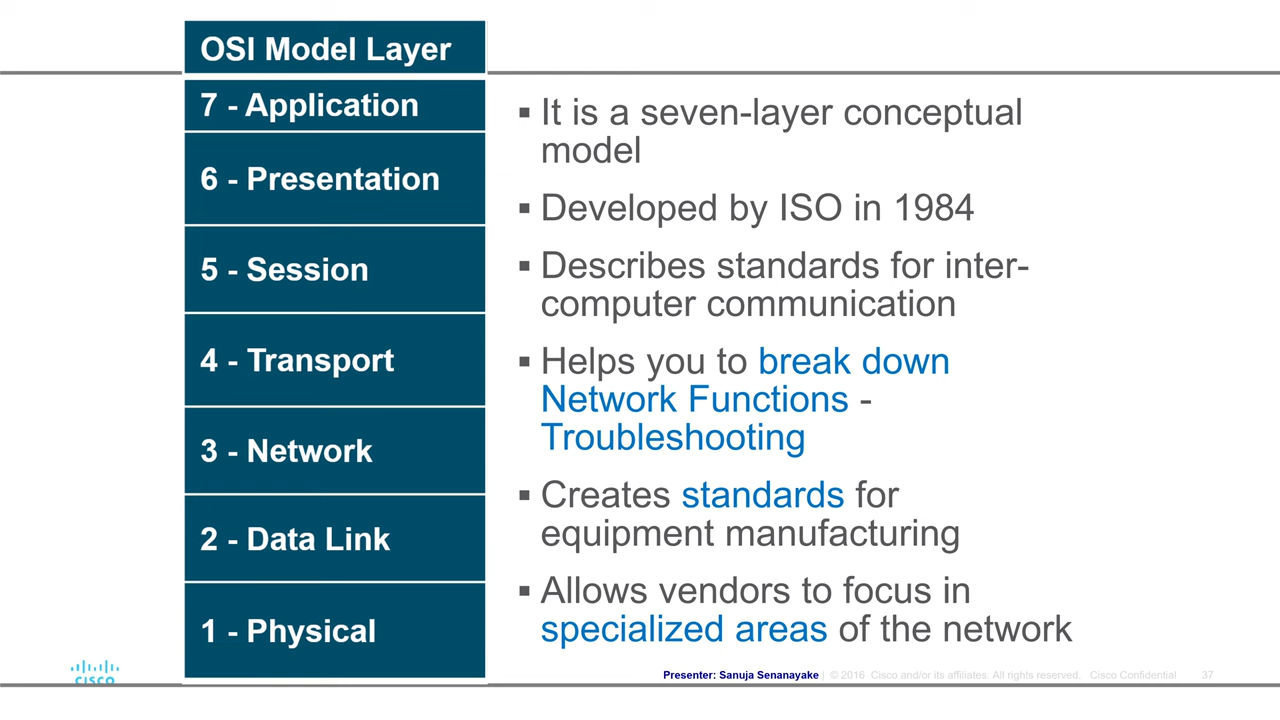 OSI Model Layer
7 - Application
6 - Presentation
5 - Session
4 - Transport
3 - Network
2 - Data Link
1 - Physical
▪ It is a seven-layer conceptual
model
▪ Developed by ISO in 1984
▪ Describes standards for inter-
computer communication
▪ Helps you to break down
Network Functions -
Troubleshooting
▪ Creates standards for
equipment manufacturing
▪ Allows vendors to focus in
specialized areas of the network
CISCO
Presenter: Sanuja Senanayake | © 2016 Cisco and/or its affiliates. All rights reserved. Cisco Confidential 37